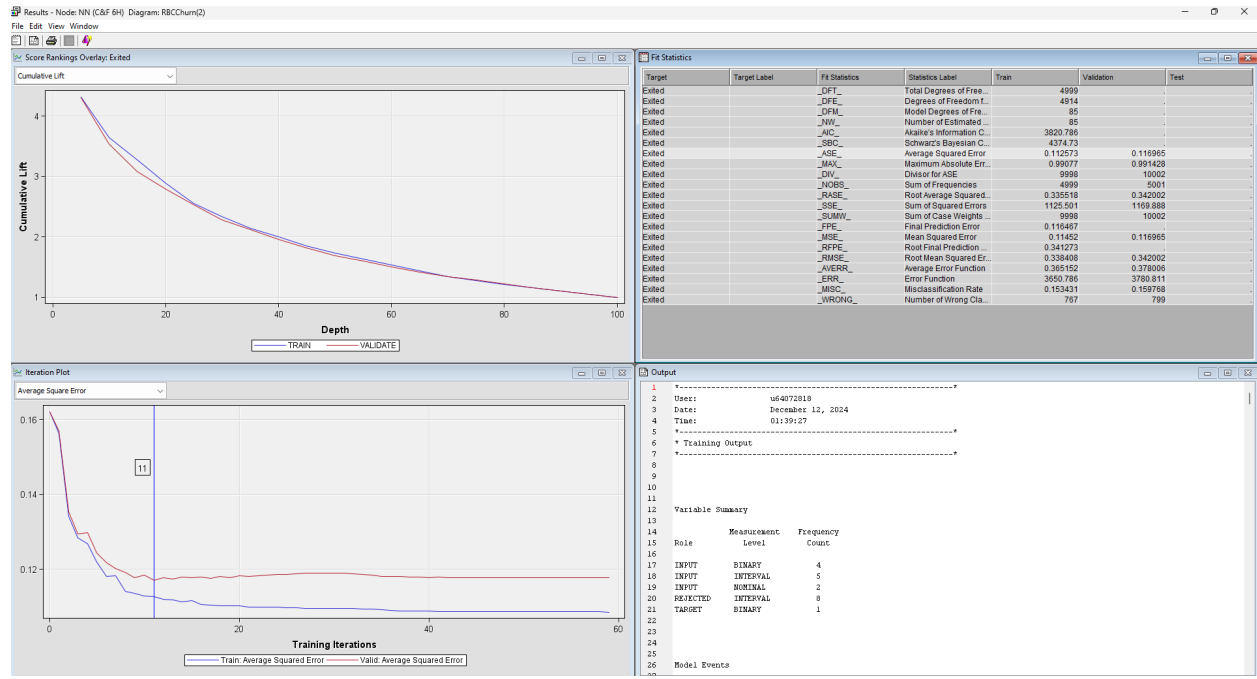 Results - Node: NN (C&F 6H) Diagram: RBCChurn(2)
File Edit View Window
Score Rankings Overlay: Exited
Cumulative Lift
4
3
2
1
Cumulative Lift
0 20 40 60 80 100
Depth
TRAIN VALIDATE
Fit Statistics
Target Target Label Fit Statistics Statistics Label Train Validation Test
Exited _DFT_ Total Degrees of Free... 4999 . .
Exited _DFE_ Degrees of Freedom f... 4914 . .
Exited _DFM_ Model Degrees of Fre... 85 . .
Exited _NW_ Number of Estimated ... 85 . .
Exited _AIC_ Akaike's Information C... 3820.786 . .
Exited _SBC_ Schwarz's Bayesian C... 4374.73 . .
Exited _ASE_ Average Squared Error 0.112573 0.116965 .
Exited _MAX_ Maximum Absolute Err... 0.99077 0.991428 .
Exited _DIV_ Divisor for ASE 9998 10002 .
Exited _NOBS_ Sum of Frequencies 4999 5001 .
Exited _RASE_ Root Average Squared... 0.335518 0.342002 .
Exited _SSE_ Sum of Squared Errors 1125.501 1169.888 .
Exited _SUMW_ Sum of Case Weights ... 9998 10002 .
Exited _FPE_ Final Prediction Error 0.116467 . .
Exited _MSE_ Mean Squared Error 0.11452 0.116965 .
Exited _RFPE_ Root Final Prediction ... 0.341273 . .
Exited _RMSE_ Root Mean Squared Er... 0.338408 0.342002 .
Exited _AVERR_ Average Error Function 0.365152 0.378006 .
Exited _ERR_ Error Function 3650.786 3780.811 .
Exited _MISC_ Misclassification Rate 0.153431 0.159768 .
Exited _WRONG_ Number of Wrong Cla... 767 799 .
Iteration Plot
Average Square Error
0.16
0.14
0.12
11
0 20 40 60
Training Iterations
Train: Average Squared Error Valid: Average Squared Error
Output
1 *------------------------------------------------------------*
2 User: u64072818
3 Date: December 12, 2024
4 Time: 01:39:27
5 *------------------------------------------------------------*
6 * Training Output
7 *------------------------------------------------------------*
8
9
10
11
12 Variable Summary
13
14 Measurement Frequency
15 Role Level Count
16
17 INPUT BINARY 4
18 INPUT INTERVAL 5
19 INPUT NOMINAL 2
20 REJECTED INTERVAL 8
21 TARGET BINARY 1
22
23
24
25
26 Model Events